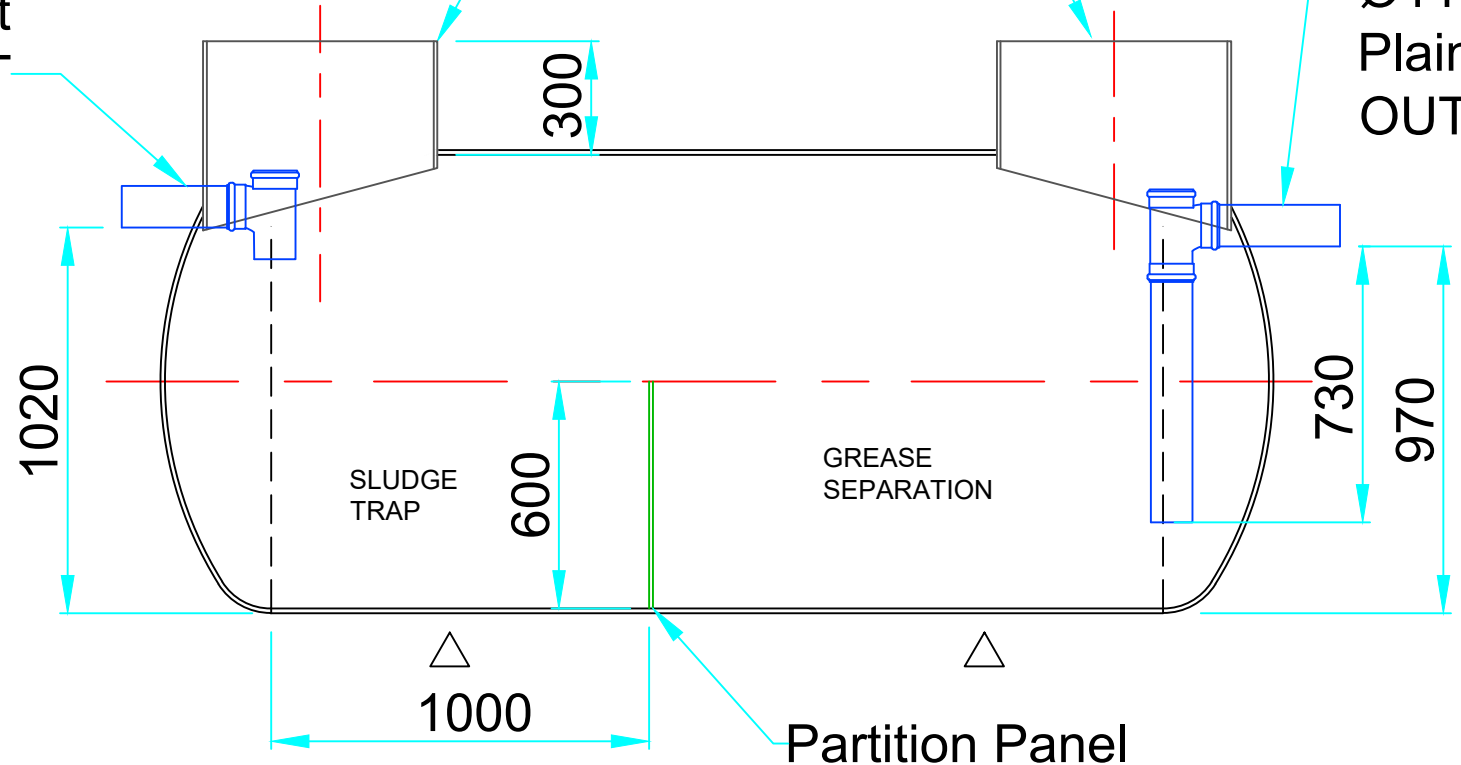 Plain
OUT
300
1020
SLUDGE
TRAP
600
GREASE
SEPARATION
730
970
1000
Partition Panel